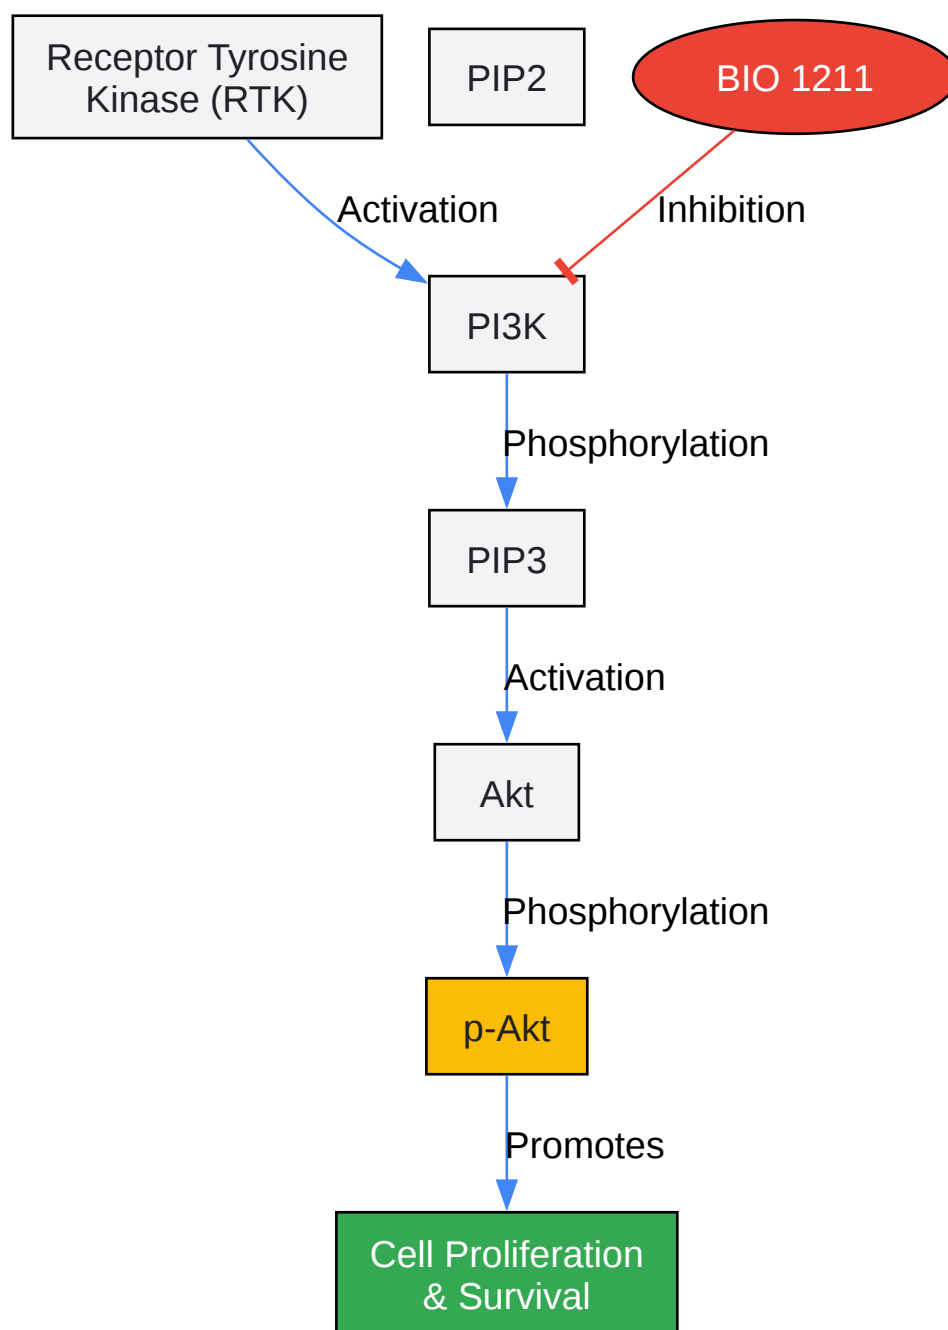 Receptor Tyrosine
Kinase (RTK)
PIP2
BIO 1211
Activation
Inhibition
PI3K
Phosphorylation
PIP3
Activation
Akt
Phosphorylation
p-Akt
Promotes
Cell Proliferation
& Survival